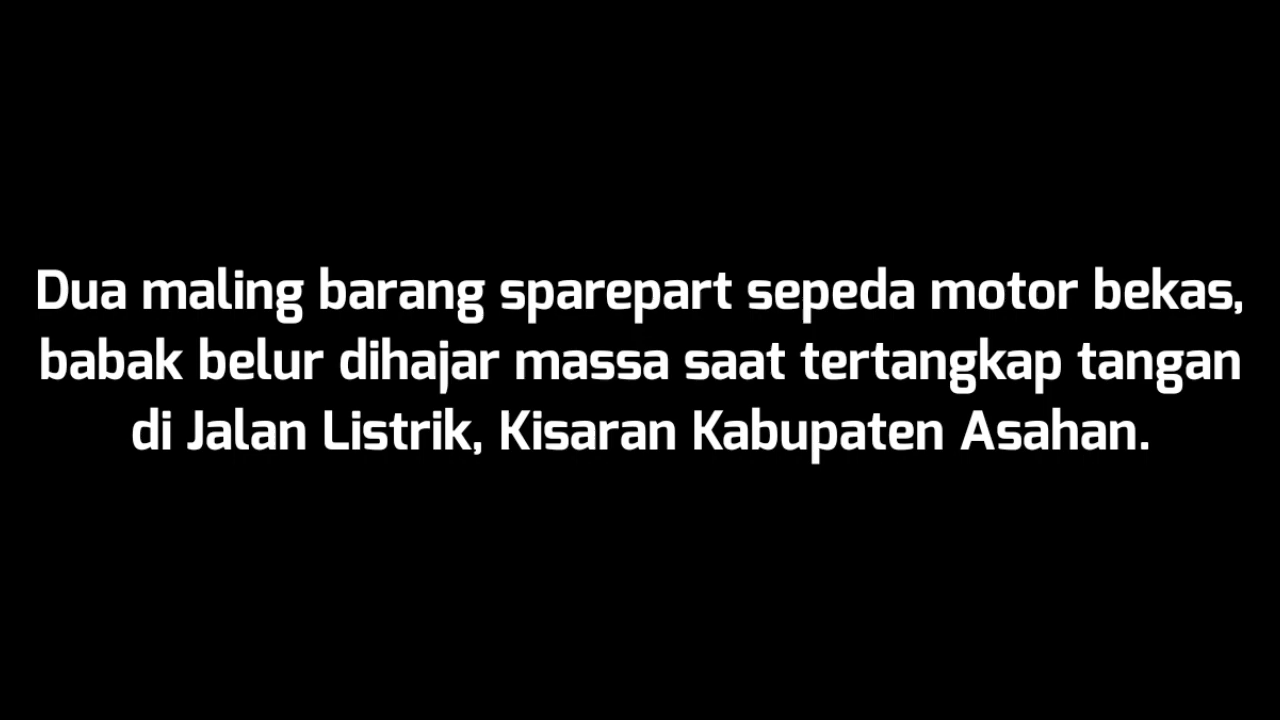 Dua maling barang sparepart sepeda motor bekas,
babak belur dihajar massa saat tertangkap tangan
di Jalan Listrik, Kisaran Kabupaten Asahan.